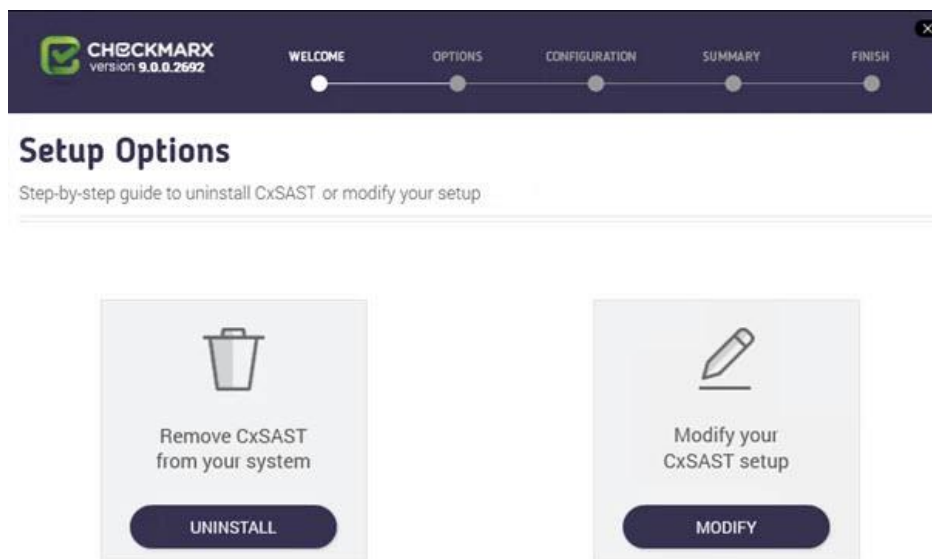 CHECKMARX
version 9.0.0.2692
WELCOME
OPTIONS
CONFIGURATION
SUMMARY
FINISH
Setup Options
Step-by-step guide to uninstall CxSAST or modify your setup
Remove CxSAST
from your system
UNINSTALL
Modify your
CxSAST setup
MODIFY